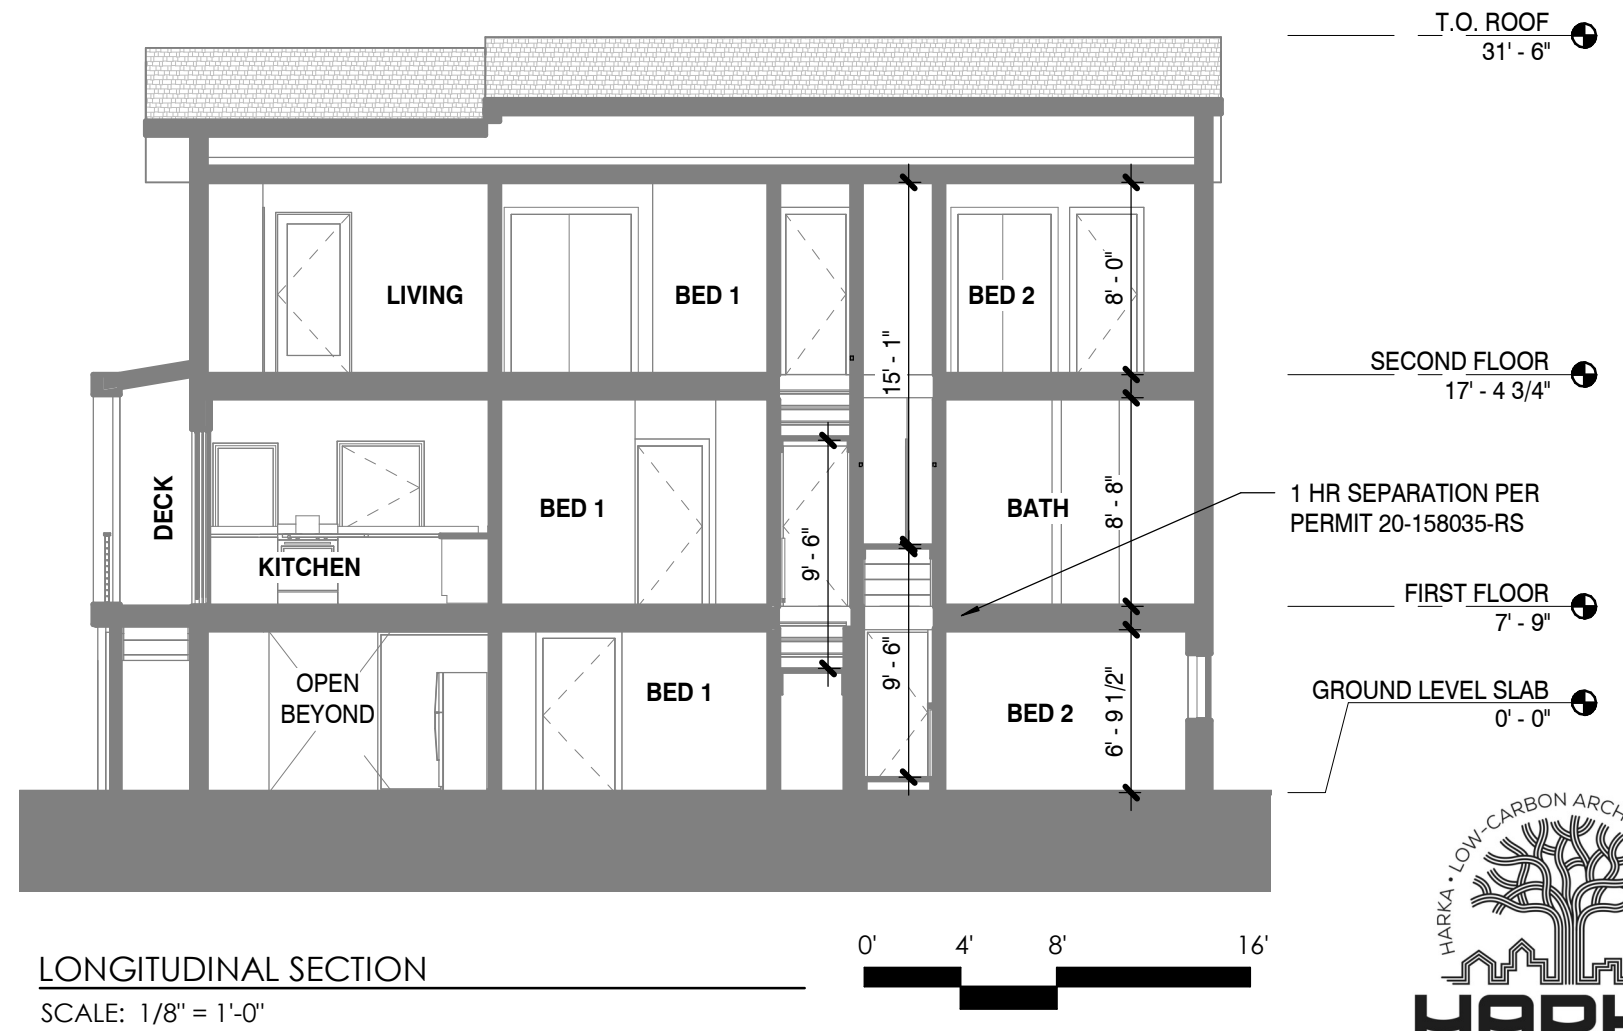 T.O. ROOF
31' - 6"
LIVING
BED 1
BED 2
8' - 0"
15' - 1"
SECOND FLOOR
17' - 4 3/4"
DECK
KITCHEN
BED 1
9' - 6"
BATH
8' - 8"
1 HR SEPARATION PER
PERMIT 20-158035-RS
FIRST FLOOR
7' - 9"
OPEN
BEYOND
BED 1
9' - 6"
BED 2
6' - 9 1/2"
GROUND LEVEL SLAB
0' - 0"
LONGITUDINAL SECTION
SCALE: 1/8" = 1'-0"
0' 4' 8' 16'
HARKA • LOW-CARBON